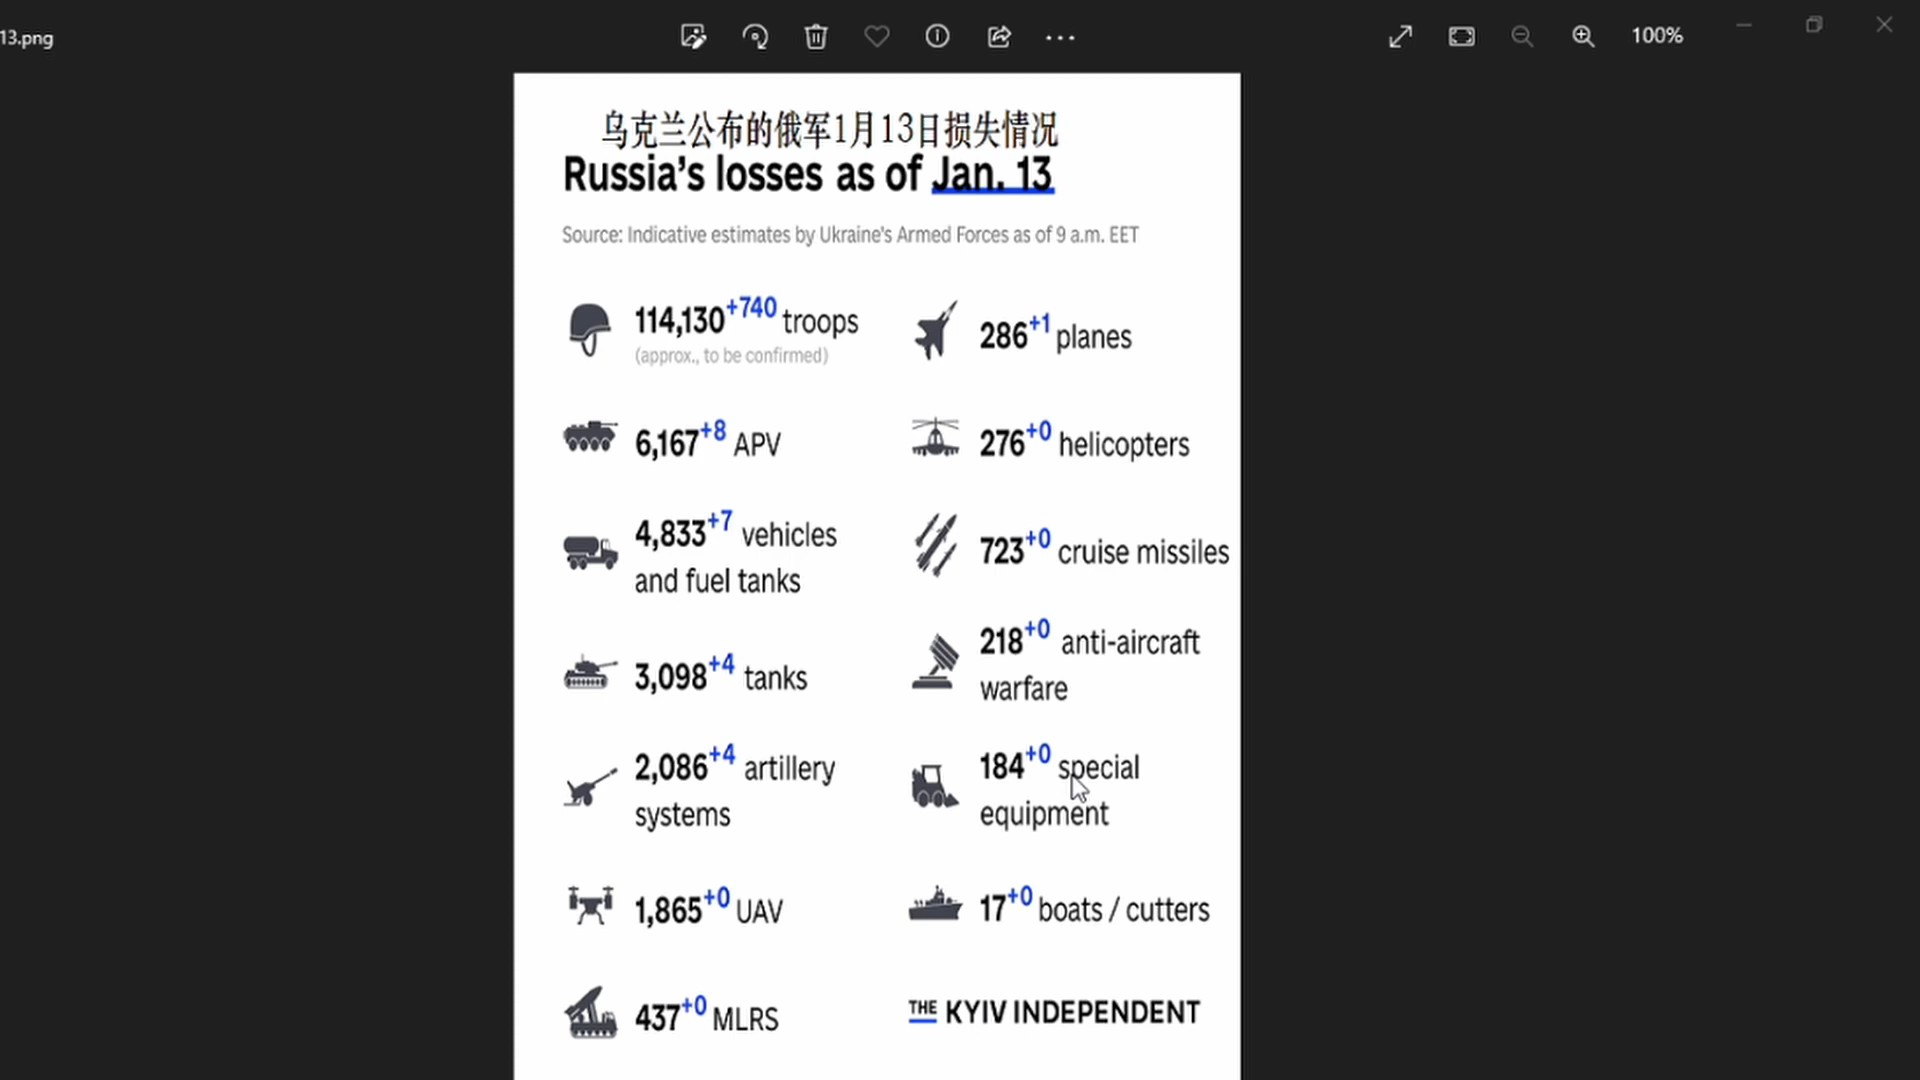 13.png
100%
乌克兰公布的俄军1月13日损失情况
Russia's losses as of Jan. 13
Source: Indicative estimates by Ukraine's Armed Forces as of 9 a.m. EET
114,130+740 troops
(approx., to be confirmed)
6,167+8 APV
4,833+7 vehicles
and fuel tanks
3,098+4 tanks
2,086+4 artillery
systems
1,865+0 UAV
437+0 MLRS
286+1 planes
276+0 helicopters
723+0 cruise missiles
218+0 anti-aircraft
warfare
184+0 special
equipment
17+0 boats / cutters
THE KYIV INDEPENDENT